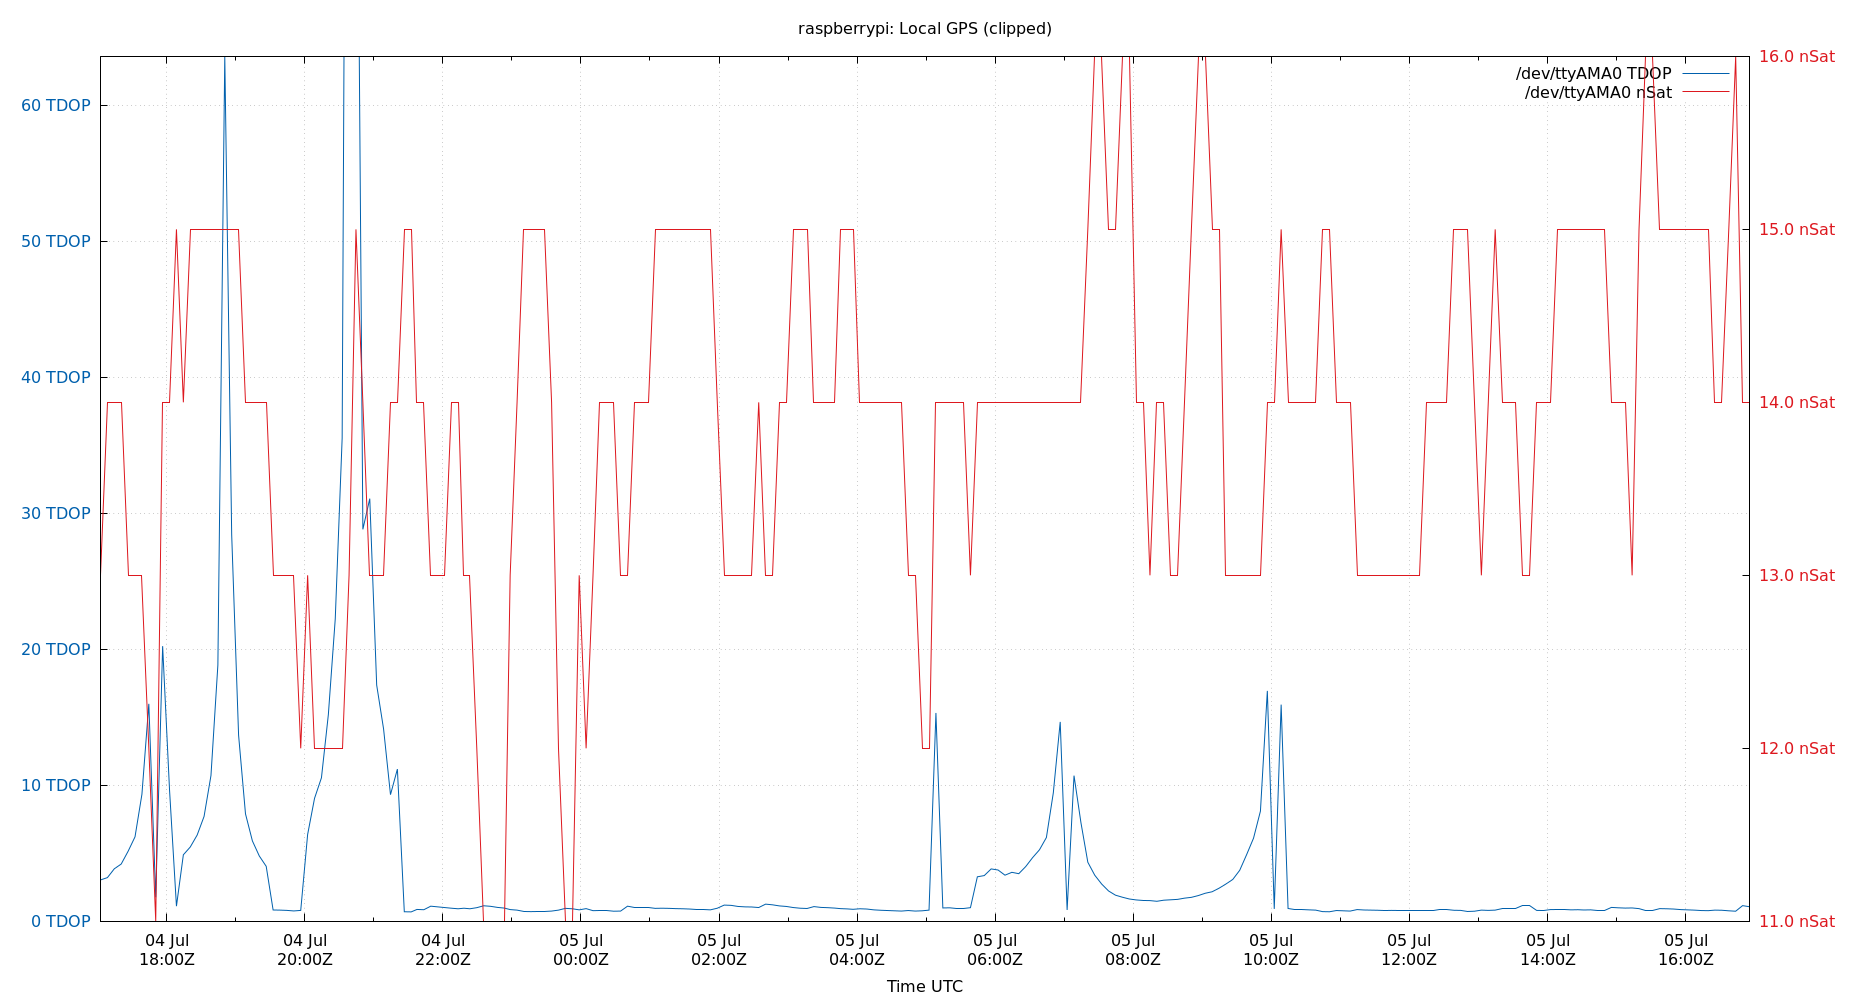 raspberrypi: Local GPS (clipped)
/dev/ttyAMA0 TDOP
/dev/ttyAMA0 nSat
60 TDOP
50 TDOP
40 TDOP
30 TDOP
20 TDOP
10 TDOP
0 TDOP
16.0 nSat
15.0 nSat
14.0 nSat
13.0 nSat
12.0 nSat
11.0 nSat
04 Jul
18:00Z
04 Jul
20:00Z
04 Jul
22:00Z
05 Jul
00:00Z
05 Jul
02:00Z
05 Jul
04:00Z
05 Jul
06:00Z
05 Jul
08:00Z
05 Jul
10:00Z
05 Jul
12:00Z
05 Jul
14:00Z
05 Jul
16:00Z
Time UTC